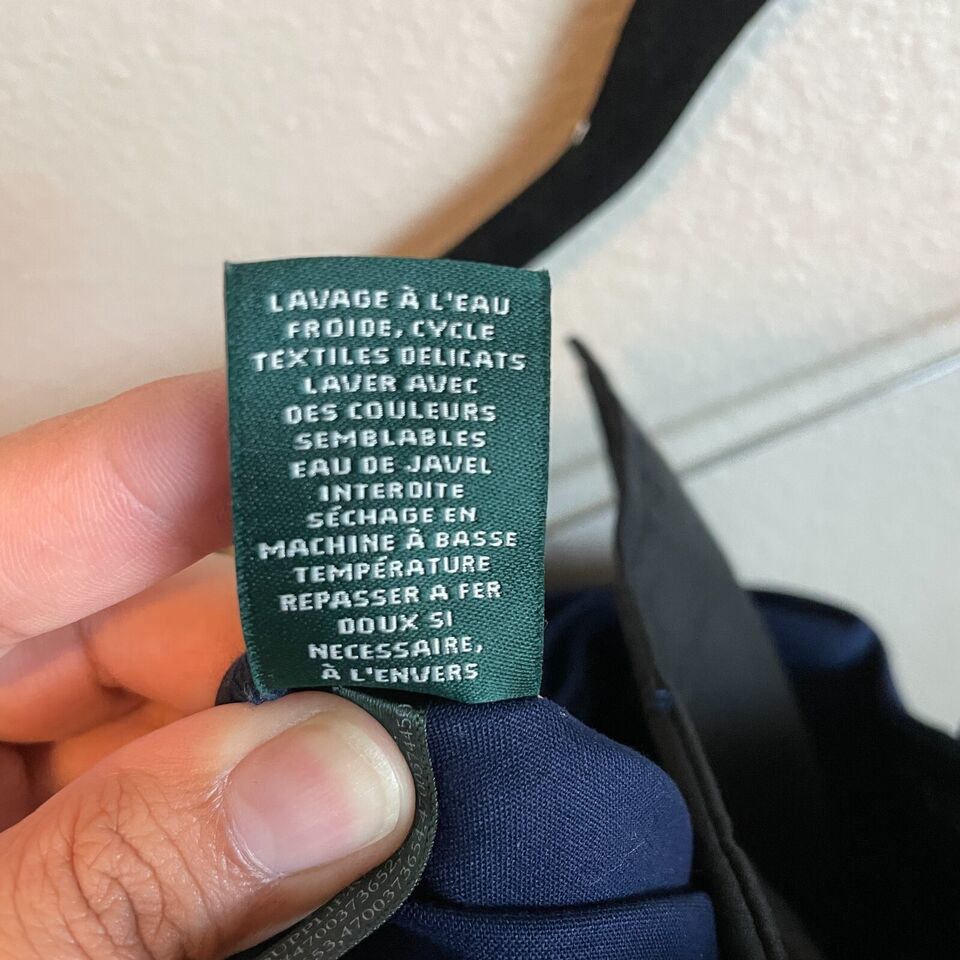 LAVAGE À L'EAU
FROIDE, CYCLE
TEXTILES DELICATS
LAVER AVEC
DES COULEURS
SEMBLABLES
EAU DE JAVEL
INTERDITE
SÉCHAGE EN
MACHINE À BASSE
TEMPÉRATURE
REPASSER A FER
DOUX SI
NECESSAIRE,
À L'ENVERS